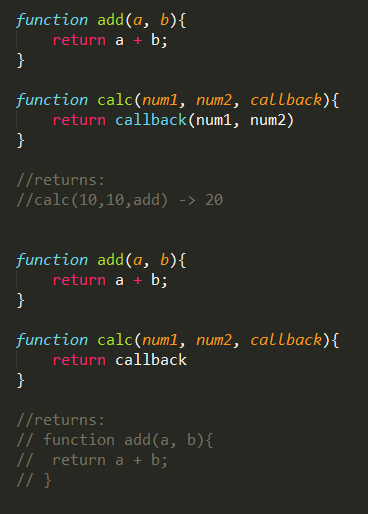 function add(a, b){
    return a + b;
}
function calc(num1, num2, callback){
    return callback(num1, num2)
}
//returns:
//calc(10,10,add) -> 20
function add(a, b){
    return a + b;
}
function calc(num1, num2, callback){
    return callback
}
//returns:
// function add(a, b){
//  return a + b;
// }